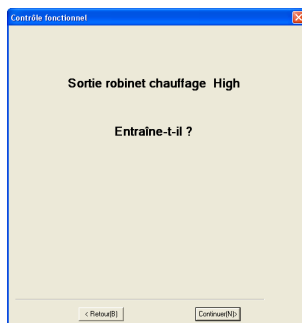 Contrôle fonctionnel
Sortie robinet chauffage High
Entraîne-t-il ?
< Retour(B)
Continuer(N)>